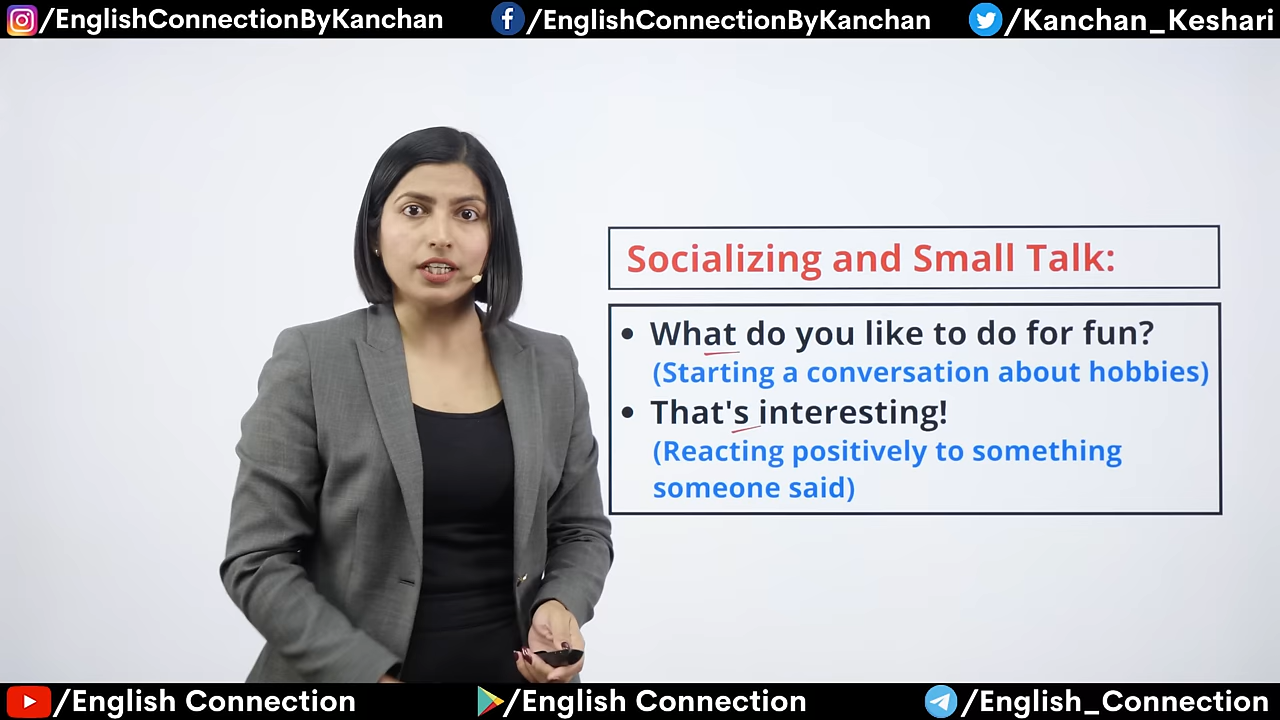 /EnglishConnectionByKanchan /EnglishConnectionByKanchan /Kanchan_Keshari
Socializing and Small Talk:
• What do you like to do for fun?
(Starting a conversation about hobbies)
• That's interesting!
(Reacting positively to something
someone said)
/English Connection /English Connection /English_Connection